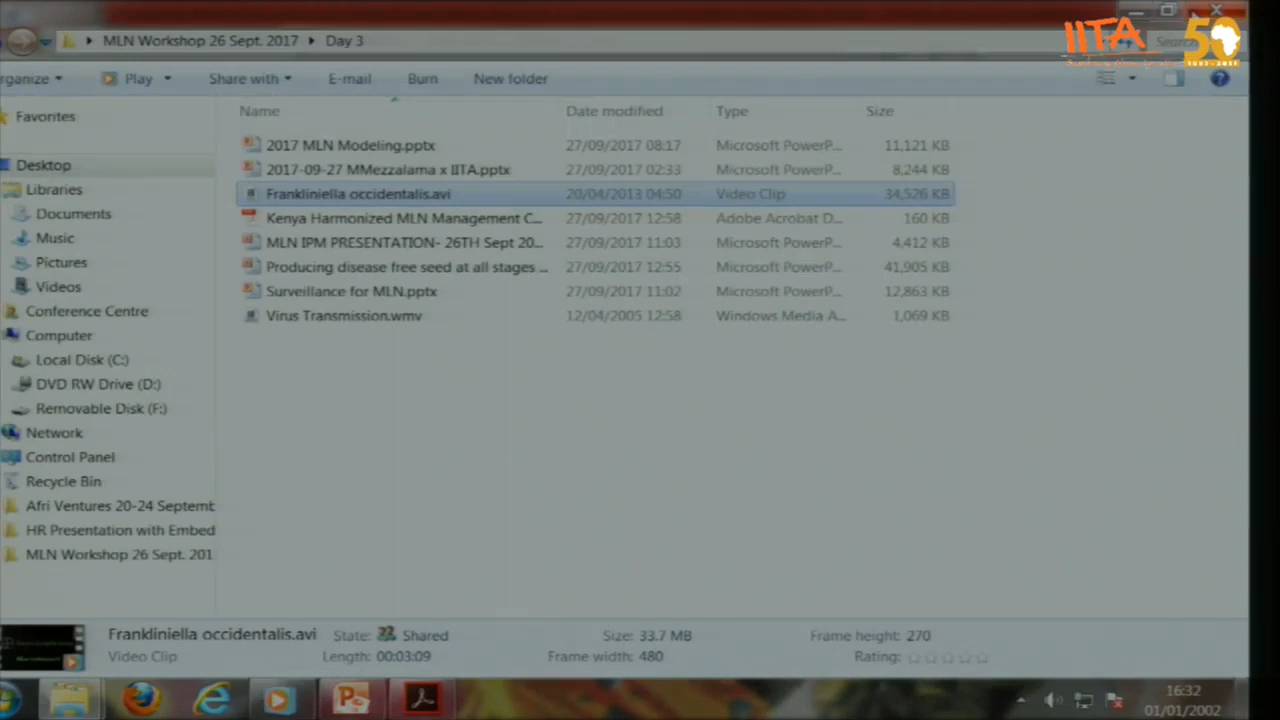 MLN Workshop 26 Sept. 2017 Day 3
IITA 50
Search
rganize Play Share with E-mail Burn New folder
Favorites
Desktop
Libraries
Documents
Music
Pictures
Videos
Conference Centre
Computer
Local Disk (C:)
DVD RW Drive (D:)
Removable Disk (F:)
Network
Control Panel
Recycle Bin
Afri Ventures 20-24 Septemb
HR Presentation with Embed
MLN Workshop 26 Sept. 201
Name Date modified Type Size
2017 MLN Modeling.pptx 27/09/2017 08:17 Microsoft PowerP... 11,121 KB
2017-09-27 MMezzalama x IITA.pptx 27/09/2017 02:33 Microsoft PowerP... 8,244 KB
Frankliniella occidentalis.avi 20/04/2013 04:50 Video Clip 34,526 KB
Kenya Harmonized MLN Management C... 27/09/2017 12:58 Adobe Acrobat D... 160 KB
MLN IPM PRESENTATION- 26TH Sept 20... 27/09/2017 11:03 Microsoft PowerP... 4,412 KB
Producing disease free seed at all stages ... 27/09/2017 12:55 Microsoft PowerP... 41,905 KB
Surveillance for MLN.pptx 27/09/2017 11:02 Microsoft PowerP... 12,863 KB
Virus Transmission.wmv 12/04/2005 12:58 Windows Media A... 1,069 KB
Frankliniella occidentalis.avi State: Shared Size: 33.7 MB Frame height: 270
Video Clip Length: 00:03:09 Frame width: 480 Rating:
16:32
01/01/2002